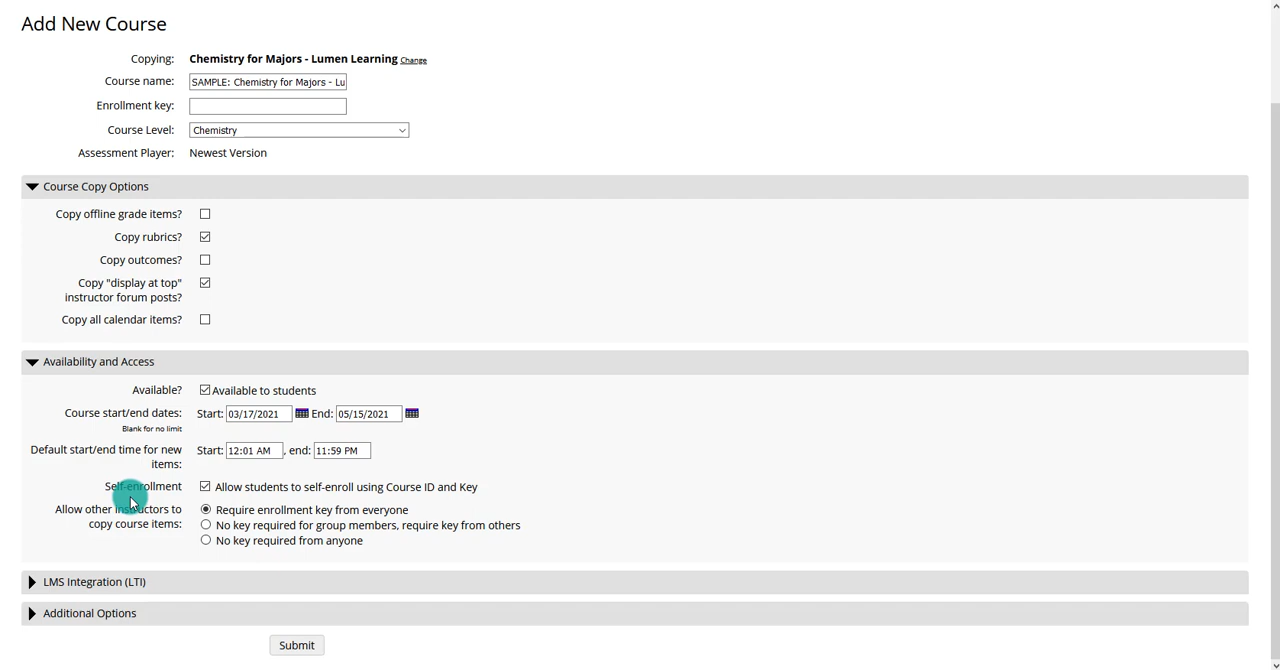 Add New Course
Copying: Chemistry for Majors - Lumen Learning Change
Course name: SAMPLE: Chemistry for Majors - Lu
Enrollment key:
Course Level: Chemistry
Assessment Player: Newest Version
Course Copy Options
Copy offline grade items?
Copy rubrics?
Copy outcomes?
Copy "display at top"
instructor forum posts?
Copy all calendar items?
Availability and Access
Available? Available to students
Course start/end dates: Start: 03/17/2021 End: 05/15/2021
Blank for no limit
Default start/end time for new
items:
Start: 12:01 AM , end: 11:59 PM
Self-enrollment Allow students to self-enroll using Course ID and Key
Allow other instructors to
copy course items:
Require enrollment key from everyone
No key required for group members, require key from others
No key required from anyone
LMS Integration (LTI)
Additional Options
Submit